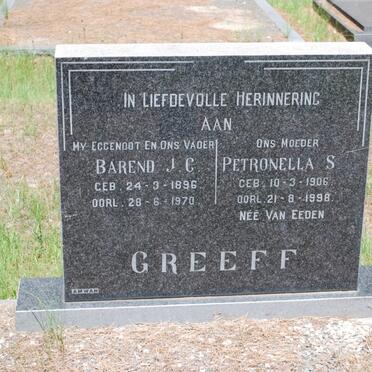 IN LIEFDEVOLLE HERINNERING
AAN
MY EGGENOOT EN ONS VADER
BAREND J. C.
GEB. 24-3-1896
OORL. 28-6-1970
ONS MOEDER
PETRONELLA S.
GEB. 10-3-1906
OORL. 21-8-1998
NÉÉ VAN EEDEN
GREEFF